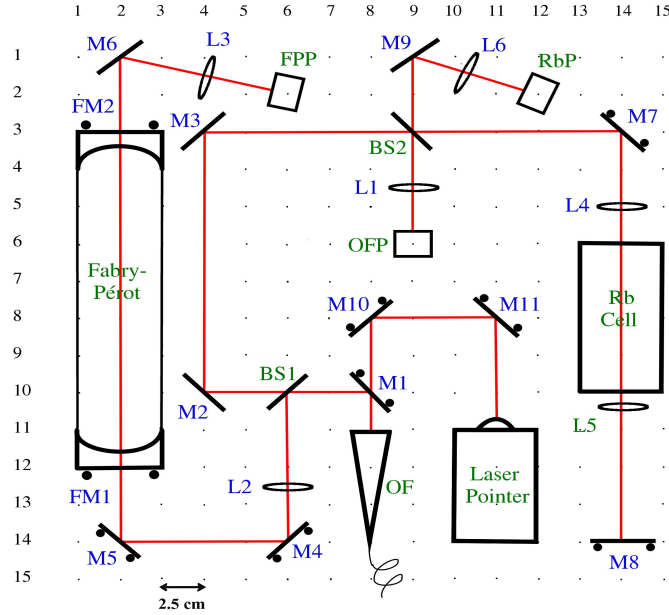 1 2 3 4 5 6 7 8 9 10 11 12 13 14 15
M6
L3
FPP
M9
L6
RbP
1
2
FM2
M3
M7
3
BS2
4
L1
L4
5
OFP
6
Fabry-
Pérot
Rb
Cell
7
M10
M11
8
9
BS1
M1
10
M2
L5
11
FM1
L2
OF
Laser
Pointer
12
13
M5
M4
M8
14
15
2.5 cm